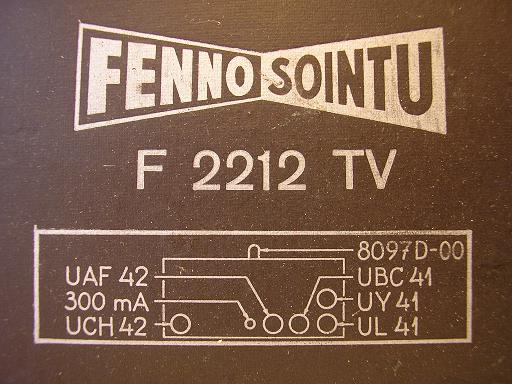 FENNO SOINTU
F 2212 TV
8097D-00
UAF 42 UBC 41
300 mA UY 41
UCH 42 UL 41